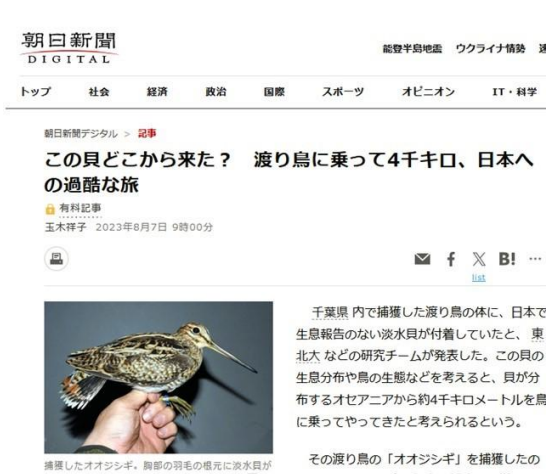 朝日新聞
DIGITAL
能登半島地震 ウクライナ情勢 速
トップ 社会 経済 政治 国際 スポーツ オピニオン IT・科学
朝日新聞デジタル > 記事
この貝どこから来た? 渡り鳥に乗って4千キロ、日本へ
の過酷な旅
有料記事
玉木祥子 2023年8月7日 9時00分
f X B! …
list
千葉県内で捕獲した渡り鳥の体に、日本で
生息報告のない淡水貝が付着していたと、東
北大などの研究チームが発表した。この貝の
生息分布や鳥の生態などを考えると、貝が分
布するオセアニアから約4千キロメートルを鳥
に乗ってやってきたと考えられるという。
その渡り鳥の「オオジシギ」を捕獲したの
捕獲したオオジシギ。胸部の羽毛の根元に淡水貝が